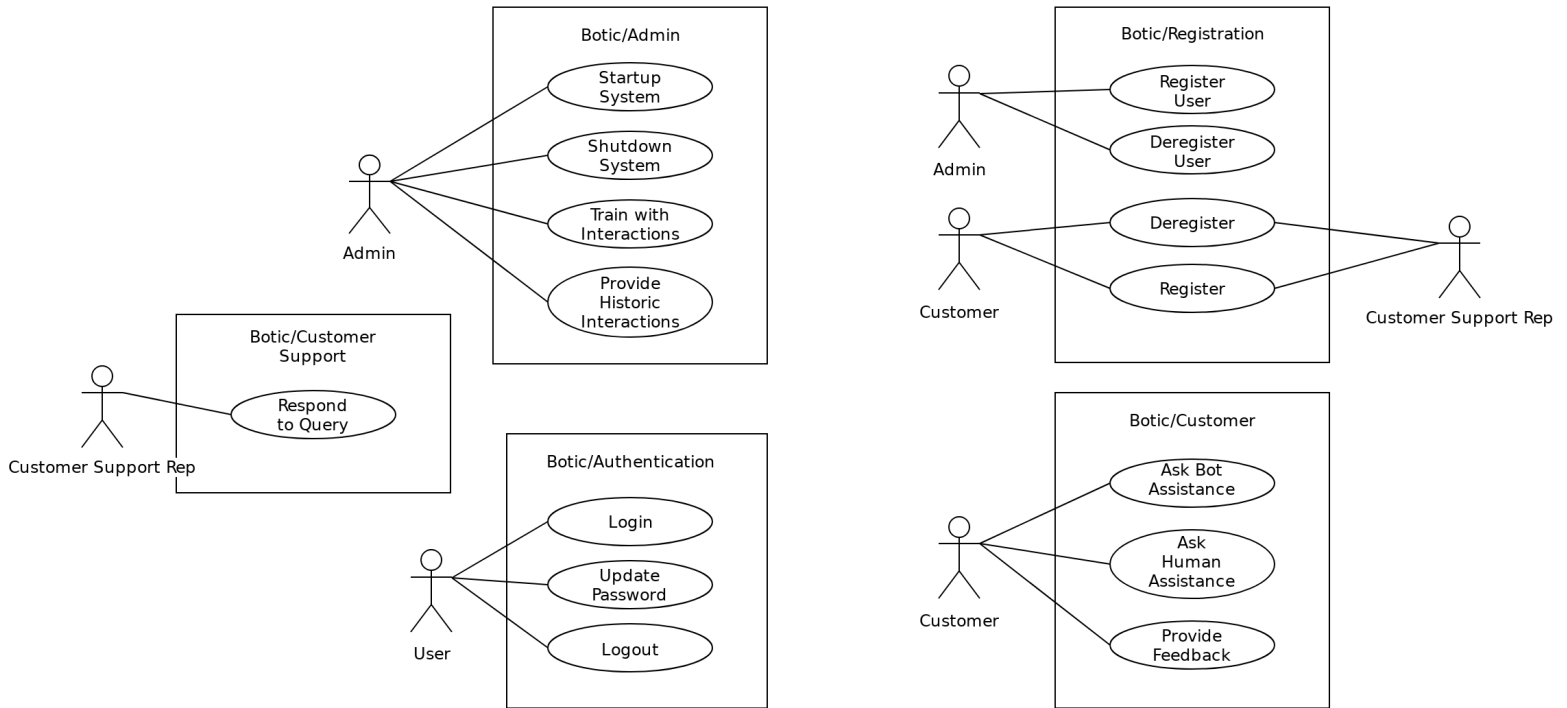 Botic/Admin
Startup
System
Shutdown
System
Train with
Interactions
Provide
Historic
Interactions
Admin
Botic/Customer
Support
Respond
to Query
Customer Support Rep
Botic/Authentication
Login
Update
Password
Logout
User
Botic/Registration
Register
User
Deregister
User
Deregister
Register
Admin
Customer
Customer Support Rep
Botic/Customer
Ask Bot
Assistance
Ask
Human
Assistance
Provide
Feedback
Customer